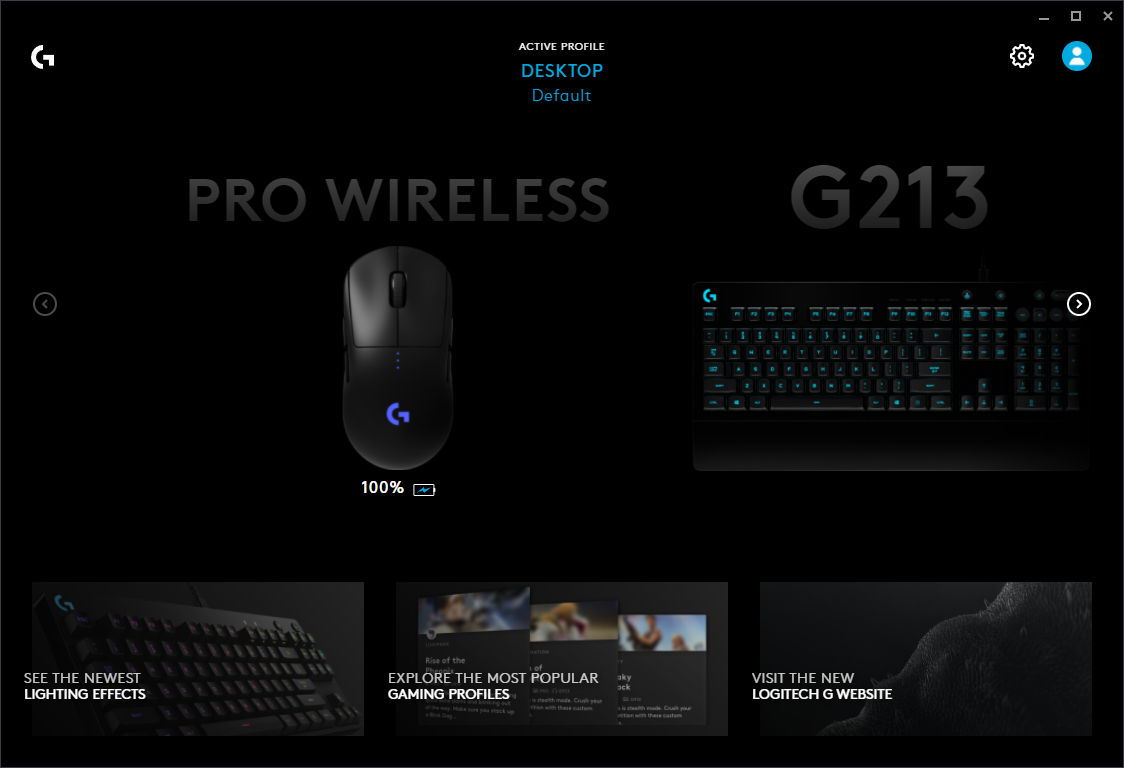 ACTIVE PROFILE
DESKTOP
Default
PRO WIRELESS
G213
100%
SEE THE NEWEST
LIGHTING EFFECTS
Rise of the
EXPLORE THE MOST POPULAR
GAMING PROFILES
VISIT THE NEW
LOGITECH G WEBSITE